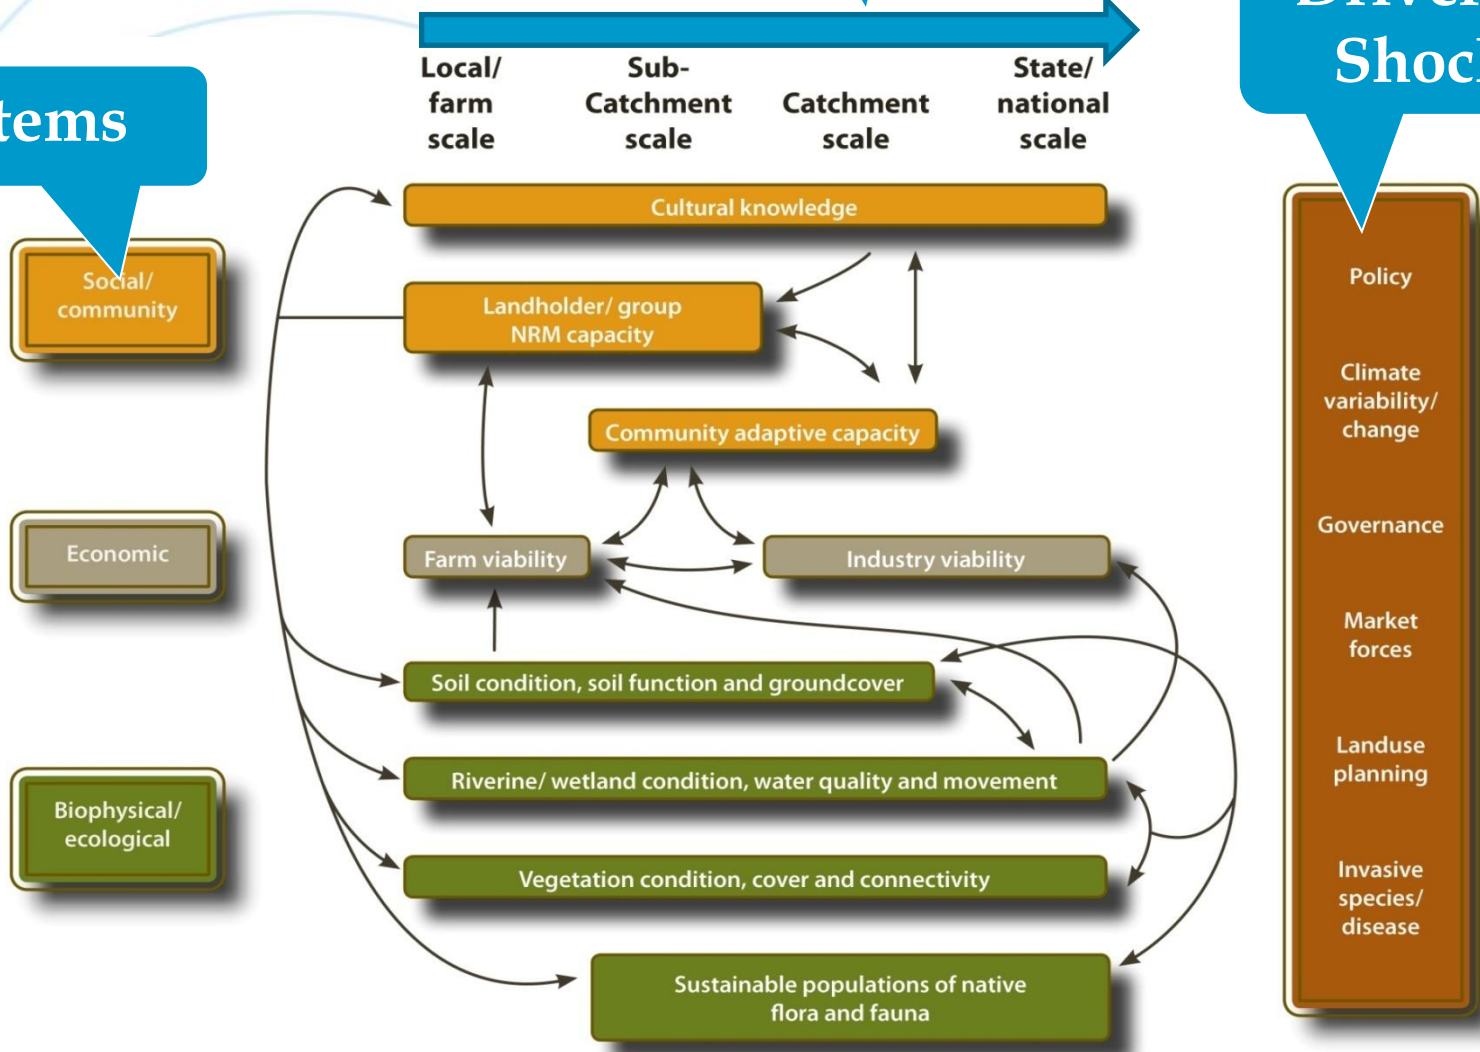 Shoc
tems
Local/
farm
scale
Sub-
Catchment
scale
Catchment
scale
State/
national
scale
Cultural knowledge
Social/
community
Landholder/ group
NRM capacity
Community adaptive capacity
Economic
Farm viability
Industry viability
Soil condition, soil function and groundcover
Riverine/ wetland condition, water quality and movement
Biophysical/
ecological
Vegetation condition, cover and connectivity
Sustainable populations of native
flora and fauna
Policy
Climate
variability/
change
Governance
Market
forces
Landuse
planning
Invasive
species/
disease